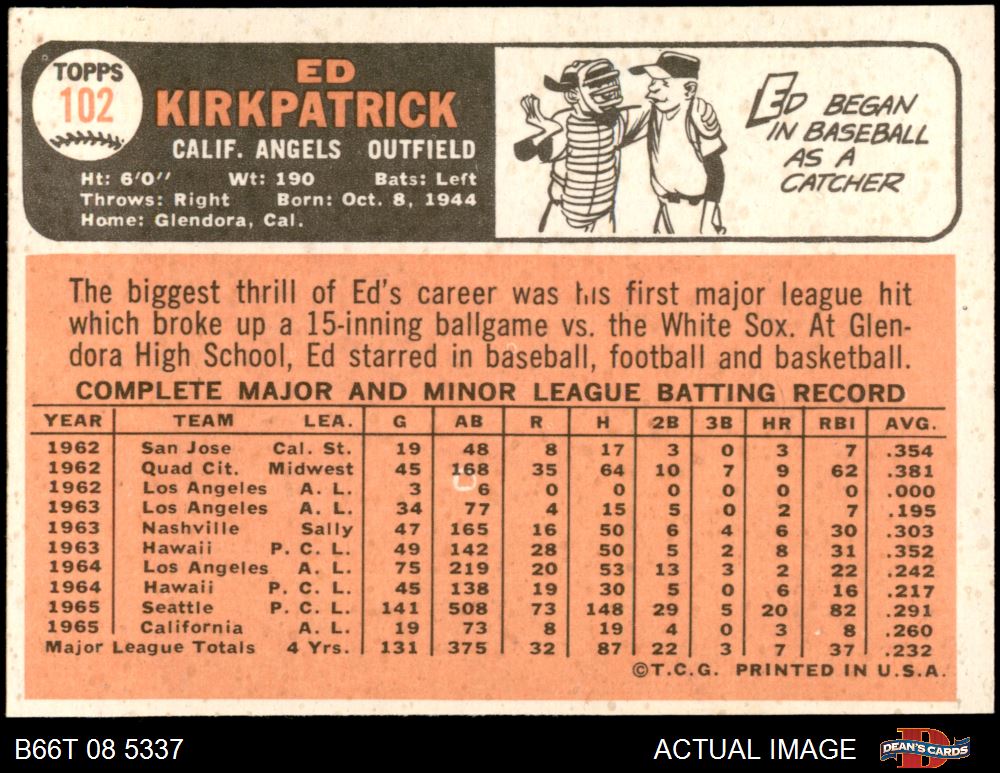 TOPPS
102
ED
KIRKPATRICK
CALIF. ANGELS OUTFIELD
Ht: 6'0" Wt: 190 Bats: Left
Throws: Right Born: Oct. 8, 1944
Home: Glendora, Cal.
ED BEGAN
IN BASEBALL
AS A
CATCHER
The biggest thrill of Ed's career was his first major league hit
which broke up a 15-inning ballgame vs. the White Sox. At Glen-
dora High School, Ed starred in baseball, football and basketball.
COMPLETE MAJOR AND MINOR LEAGUE BATTING RECORD
YEAR TEAM LEA. G AB R H 2B 3B HR RBI AVG.
1962 San Jose Cal. St. 19 48 8 17 3 0 3 7 .354
1962 Quad Cit. Midwest 45 168 35 64 10 7 9 62 .381
1962 Los Angeles A. L. 3 6 0 0 0 0 0 0 .000
1963 Los Angeles A. L. 34 77 4 15 5 0 2 7 .195
1963 Nashville Sally 47 165 16 50 6 4 6 30 .303
1963 Hawaii P. C. L. 49 142 28 50 5 2 8 31 .352
1964 Los Angeles A. L. 75 219 20 53 13 3 2 22 .242
1964 Hawaii P. C. L. 45 138 19 30 5 0 6 16 .217
1965 Seattle P. C. L. 141 508 73 148 29 5 20 82 .291
1965 California A. L. 19 73 8 19 4 0 3 8 .260
Major League Totals 4 Yrs. 131 375 32 87 22 3 7 37 .232
©T.C.G. PRINTED IN U.S.A.
B66T 08 5337 ACTUAL IMAGE DEAN'S CARDS